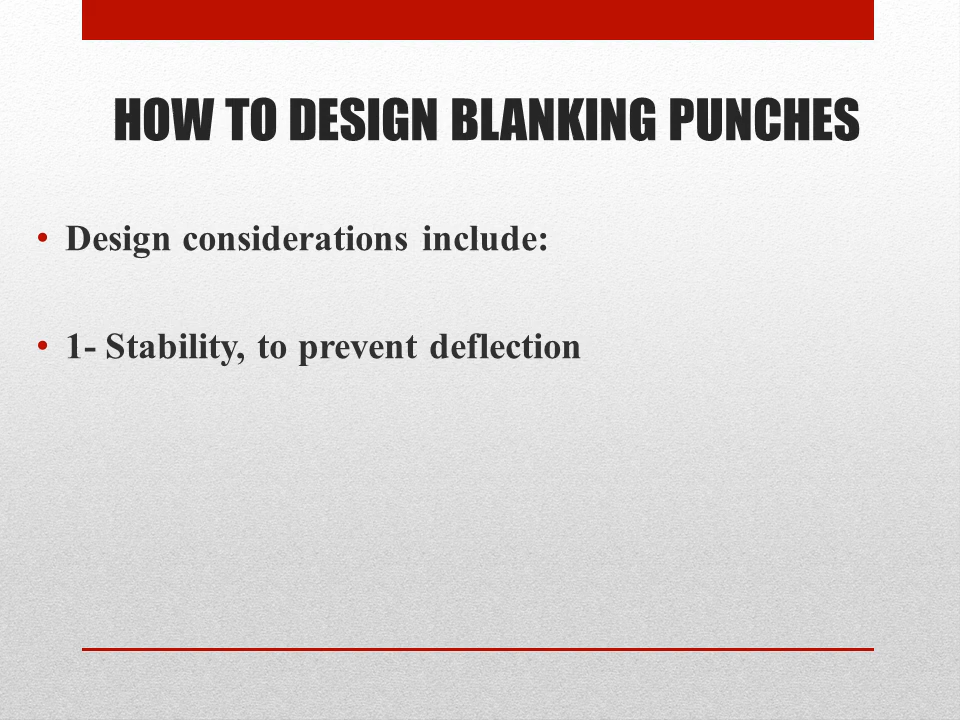 HOW TO DESIGN BLANKING PUNCHES
• Design considerations include:
• 1- Stability, to prevent deflection